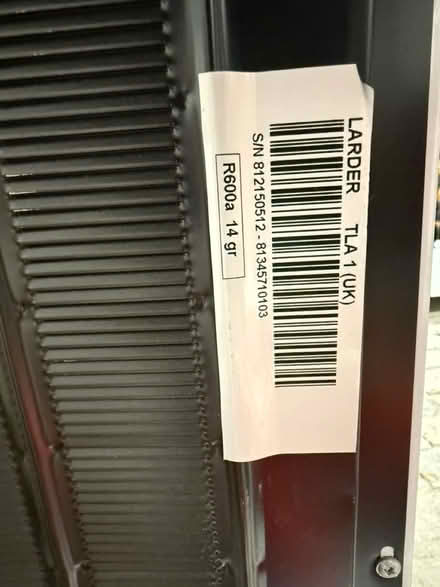 LARDER TLA 1 (UK)
S/N 812150512 - 81345710103
R600a 14 gr